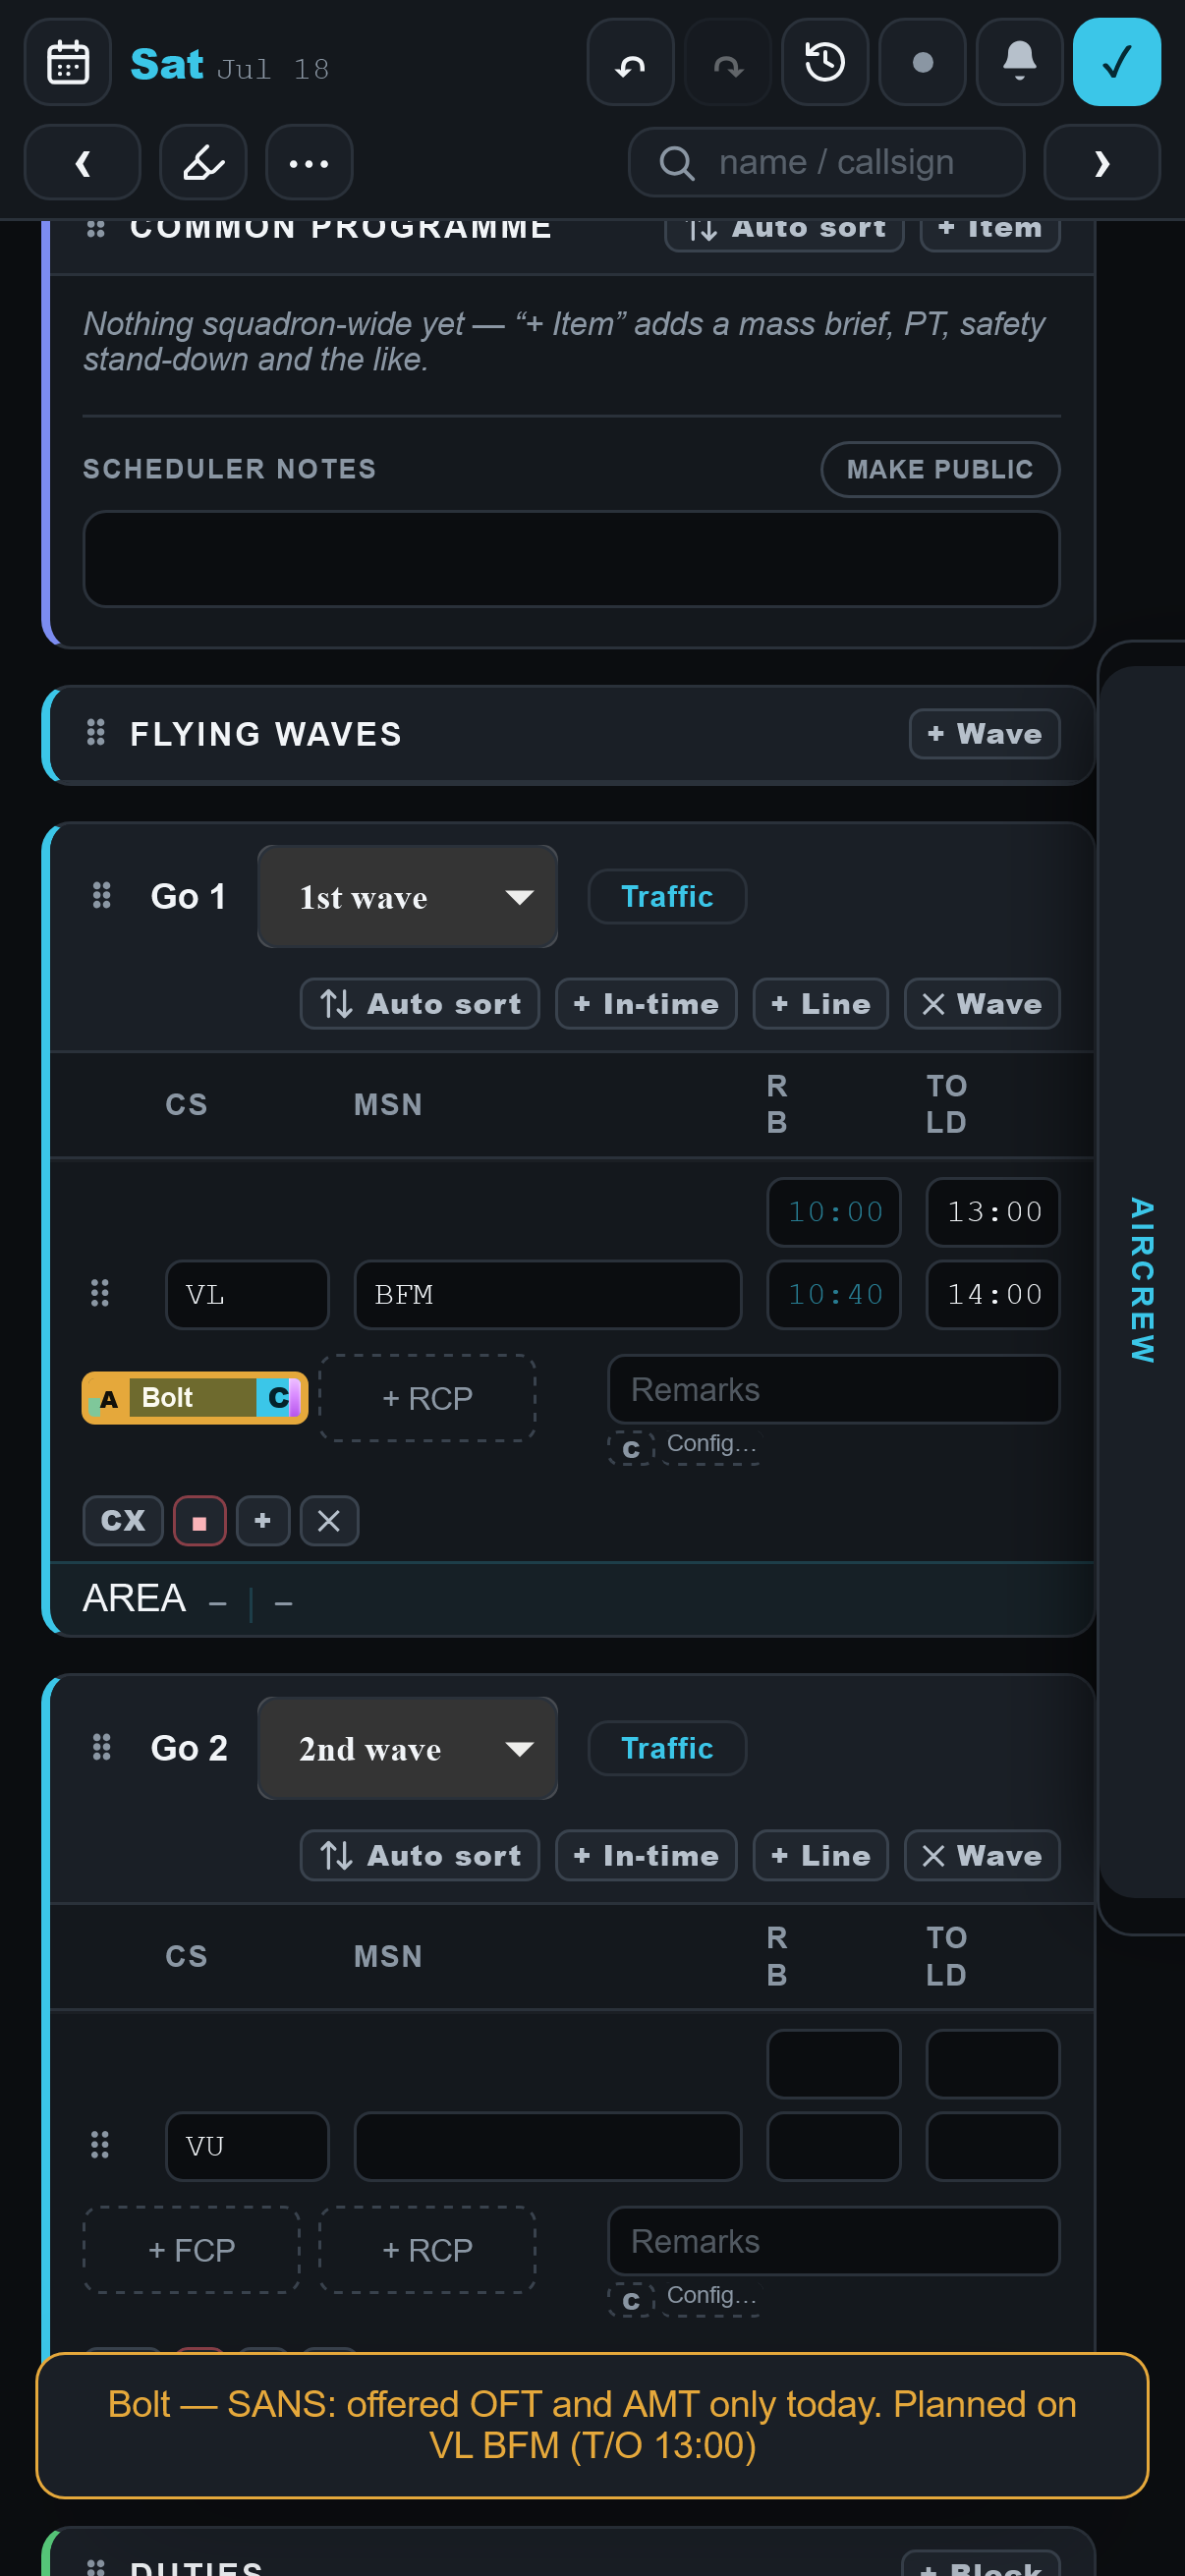 Sat Jul 18
name / callsign
COMMON PROGRAMME Auto sort + Item
Nothing squadron-wide yet — “+ Item” adds a mass brief, PT, safety
stand-down and the like.
SCHEDULER NOTES MAKE PUBLIC
FLYING WAVES + Wave
Go 1 1st wave Traffic
Auto sort + In-time + Line × Wave
CS MSN R TO
B LD
10:00 13:00
VL BFM 10:40 14:00
A Bolt C + RCP Remarks
C Config...
CX + ×
AREA – | –
AIRCREW
Go 2 2nd wave Traffic
Auto sort + In-time + Line × Wave
CS MSN R TO
B LD
VU
+ FCP + RCP Remarks
C Config...
Bolt — SANS: offered OFT and AMT only today. Planned on
VL BFM (T/O 13:00)
DUTIES + Block